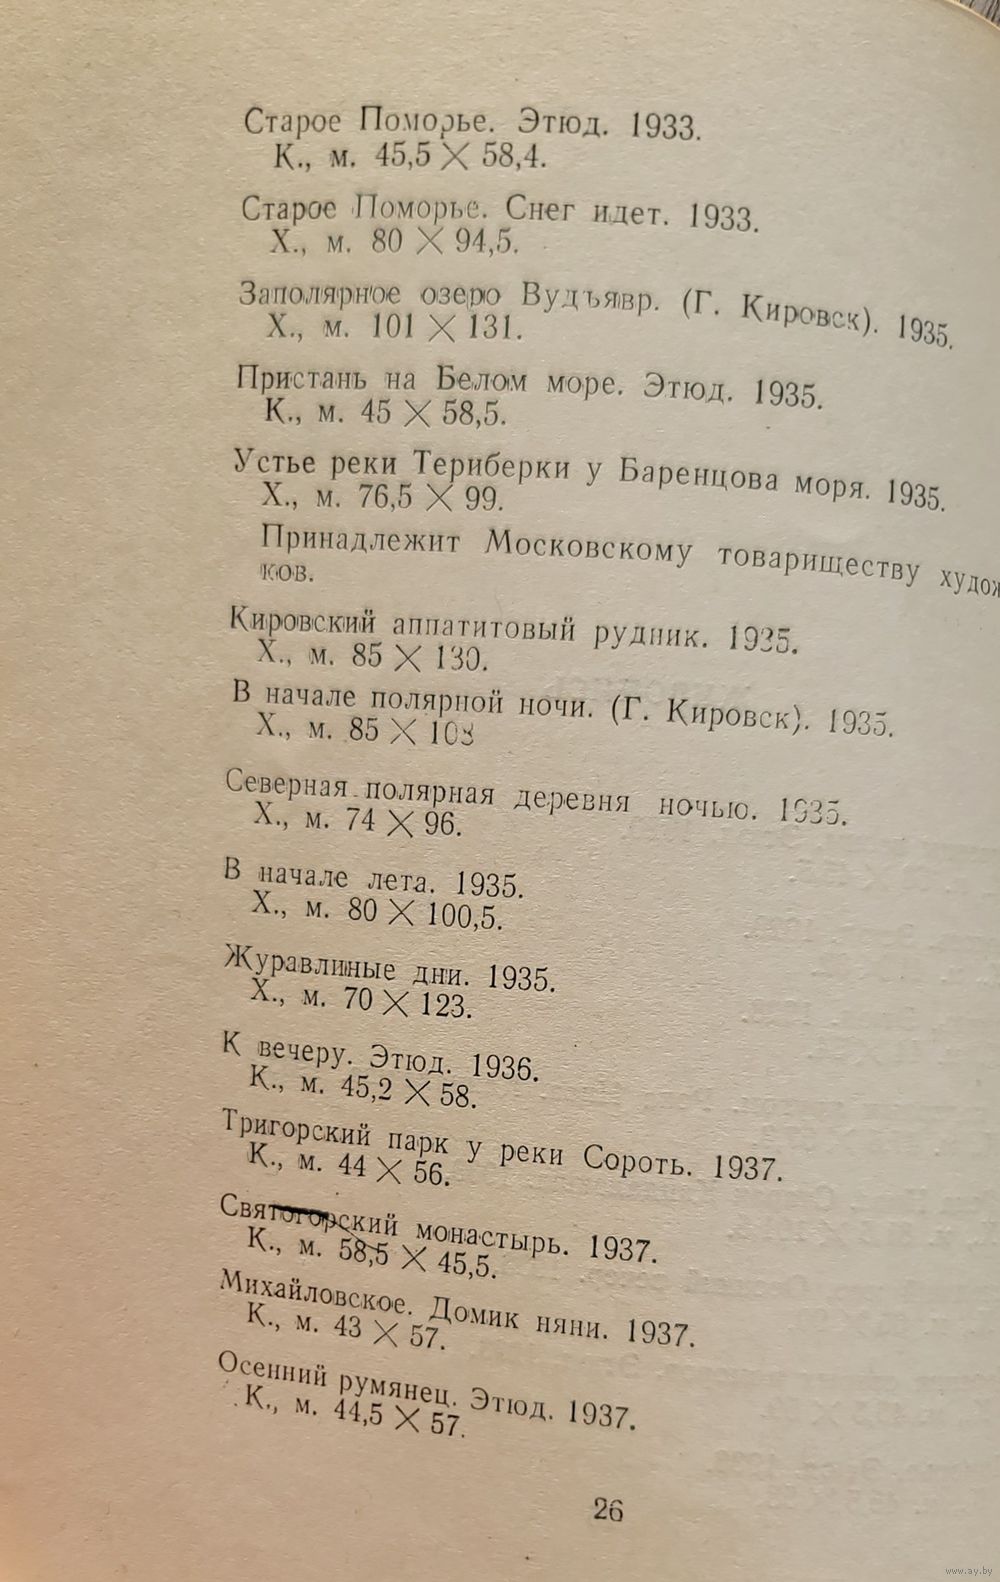 Старое Поморье. Этюд. 1933.
К., м. 45,5 × 58,4.
Старое Поморье. Снег идет. 1933.
Х., м. 80 × 94,5.
Заполярное озеро Вудъявр. (Г. Кировск). 1935.
Х., м. 101 × 131.
Пристань на Белом море. Этюд. 1935.
К., м. 45 × 58,5.
Устье реки Териберки у Баренцова моря. 1935.
Х., м. 76,5 × 99.
Принадлежит Московскому товариществу худож
ков.
Кировский аппатитовый рудник. 1935.
Х., м. 85 × 130.
В начале полярной ночи. (Г. Кировск). 1935.
Х., м. 85 × 108
Северная полярная деревня ночью. 1935.
Х., м. 74 × 96.
В начале лета. 1935.
Х., м. 80 × 100,5.
Журавлиные дни. 1935.
Х., м. 70 × 123.
К вечеру. Этюд. 1936.
К., м. 45,2 × 58.
Тригорский парк у реки Сороть. 1937.
К., м. 44 × 56.
Святогорский монастырь. 1937.
К., м. 58,5 × 45,5.
Михайловское. Домик няни. 1937.
К., м. 43 × 57.
Осенний румянец. Этюд. 1937.
К., м. 44,5 × 57.
26
www.ay.by